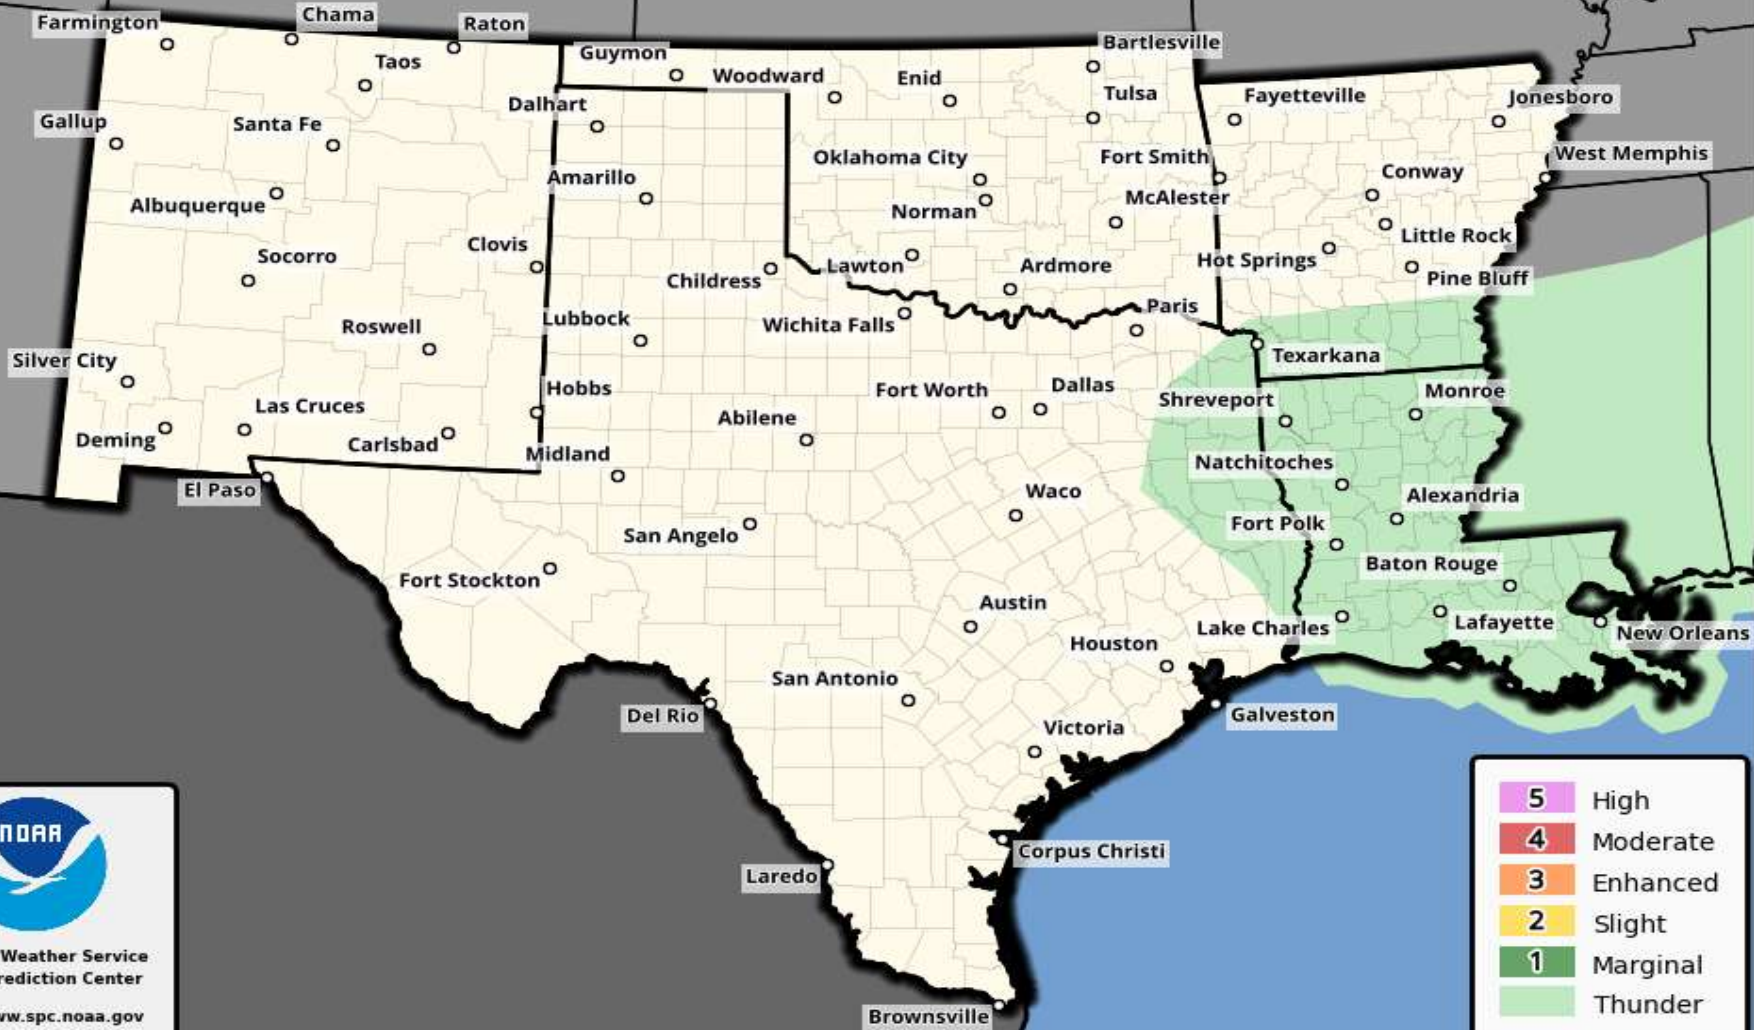 Farmington
Chama
Raton
Taos
Guymon
Woodward
Enid
Bartlesville
Dalhart
Tulsa
Fayetteville
Jonesboro
Gallup
Santa Fe
Oklahoma City
Fort Smith
West Memphis
Amarillo
Conway
Albuquerque
Norman
McAlester
Little Rock
Clovis
Socorro
Childress
Lawton
Ardmore
Hot Springs
Pine Bluff
Lubbock
Roswell
Wichita Falls
Paris
Silver City
Texarkana
Hobbs
Fort Worth
Dallas
Shreveport
Monroe
Las Cruces
Deming
Carlsbad
Abilene
Midland
Natchitoches
El Paso
Waco
Alexandria
San Angelo
Fort Polk
Fort Stockton
Baton Rouge
Austin
Lake Charles
Lafayette
New Orleans
Houston
San Antonio
Del Rio
Galveston
Victoria
Corpus Christi
Laredo
Brownsville
NOAA
Weather Service
rediction Center
ww.spc.noaa.gov
5 High
4 Moderate
3 Enhanced
2 Slight
1 Marginal
Thunder